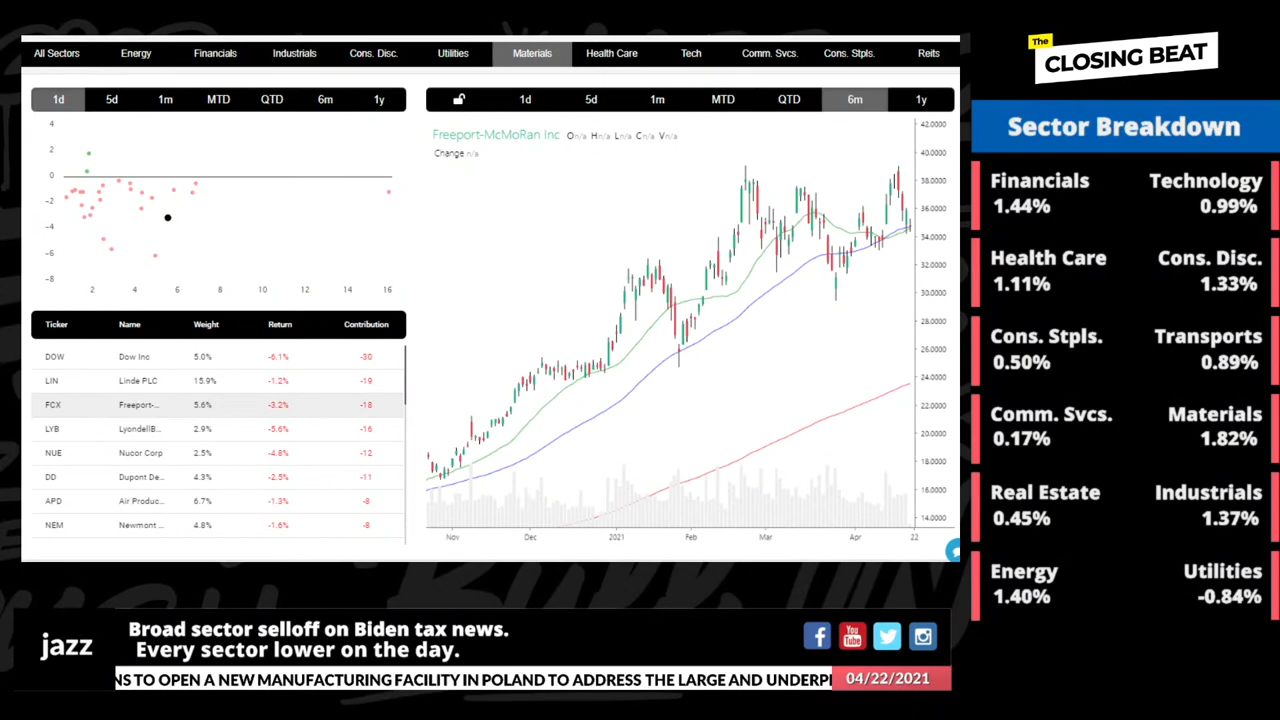 All Sectors Energy Financials Industrials Cons. Disc. Utilities Materials Health Care Tech Comm. Svcs. Cons. Stpls. Reits
1d 5d 1m MTD QTD 6m 1y
4
2
0
−2
−4
−6
−8
2 4 6 8 10 12 14 16
Ticker Name Weight Return Contribution
DOW Dow Inc 5.0% -6.1% -30
LIN Linde PLC 15.9% -1.2% -19
FCX Freeport-... 5.6% -3.2% -18
LYB LyondellB... 2.9% -5.6% -16
NUE Nucor Corp 2.5% -4.8% -12
DD Dupont De... 4.3% -2.5% -11
APD Air Produc... 6.7% -1.3% -8
NEM Newmont ... 4.8% -1.6% -8
1d 5d 1m MTD QTD 6m 1y
Freeport-McMoRan Inc On/a Hn/a Ln/a Cn/a Vn/a
Change n/a
42.0000
40.0000
38.0000
36.0000
34.0000
32.0000
30.0000
28.0000
26.0000
24.0000
22.0000
20.0000
18.0000
16.0000
14.0000
Nov Dec 2021 Feb Mar Apr 22
The
CLOSING BEAT
Sector Breakdown
Financials Technology
1.44% 0.99%
Health Care Cons. Disc.
1.11% 1.33%
Cons. Stpls. Transports
0.50% 0.89%
Comm. Svcs. Materials
0.17% 1.82%
Real Estate Industrials
0.45% 1.37%
Energy Utilities
1.40% -0.84%
jazz
Broad sector selloff on Biden tax news.
Every sector lower on the day.
NS TO OPEN A NEW MANUFACTURING FACILITY IN POLAND TO ADDRESS THE LARGE AND UNDERP
04/22/2021